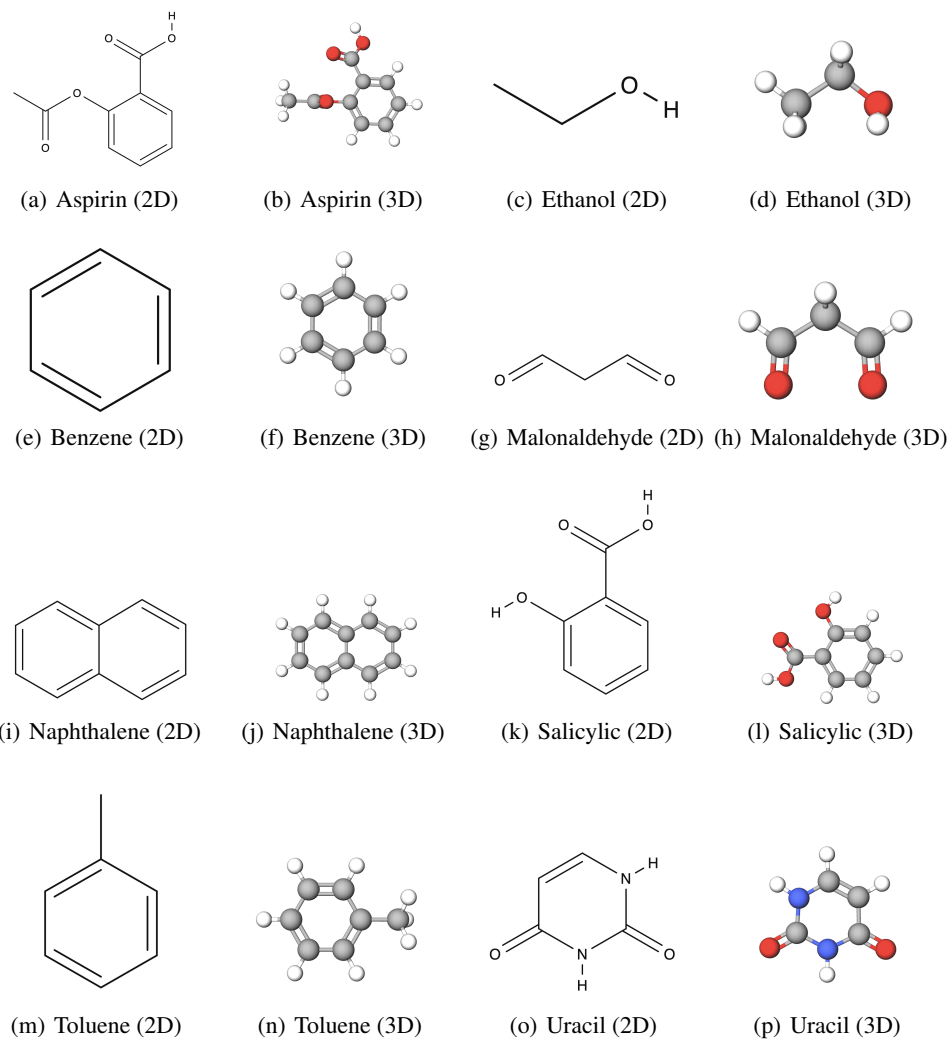 H
O
O
O
O
O
H
(a) Aspirin (2D)
(b) Aspirin (3D)
(c) Ethanol (2D)
(d) Ethanol (3D)
O
O
(e) Benzene (2D)
(f) Benzene (3D)
(g) Malonaldehyde (2D)
(h) Malonaldehyde (3D)
H
O
O
H
O
(i) Naphthalene (2D)
(j) Naphthalene (3D)
(k) Salicylic (2D)
(l) Salicylic (3D)
H
N
O
N
O
H
(m) Toluene (2D)
(n) Toluene (3D)
(o) Uracil (2D)
(p) Uracil (3D)